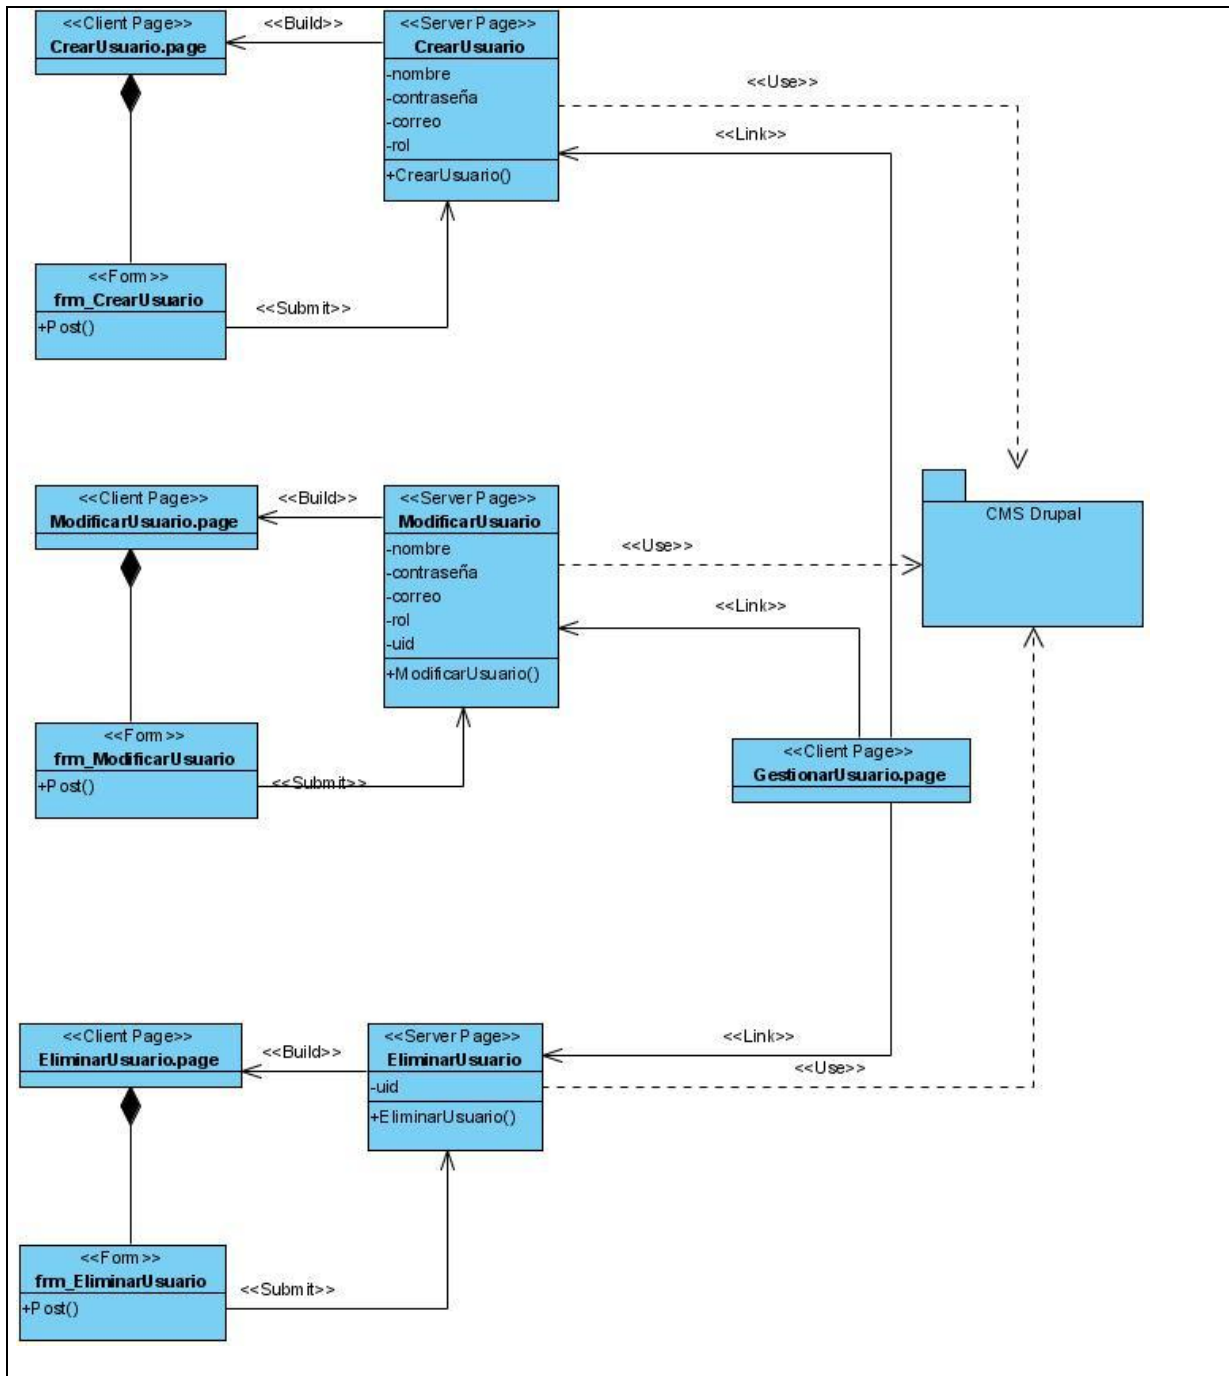 <<Client Page>>
CrearUsuario.page
<<Build>>
<<Server Page>>
CrearUsuario
-nombre
-contraseña
-correo
-rol
+CrearUsuario()
<<Use>>
<<Link>>
<<Form>>
frm_CrearUsuario
+Post()
<<Submit>>
<<Client Page>>
ModificarUsuario.page
<<Build>>
<<Server Page>>
ModificarUsuario
-nombre
-contraseña
-correo
-rol
-uid
+ModificarUsuario()
<<Use>>
<<Link>>
CMS Drupal
<<Form>>
frm_ModificarUsuario
+Post()
<<Submit>>
<<Client Page>>
GestionarUsuario.page
<<Client Page>>
EliminarUsuario.page
<<Build>>
<<Server Page>>
EliminarUsuario
-uid
+EliminarUsuario()
<<Link>>
<<Use>>
<<Form>>
frm_EliminarUsuario
+Post()
<<Submit>>